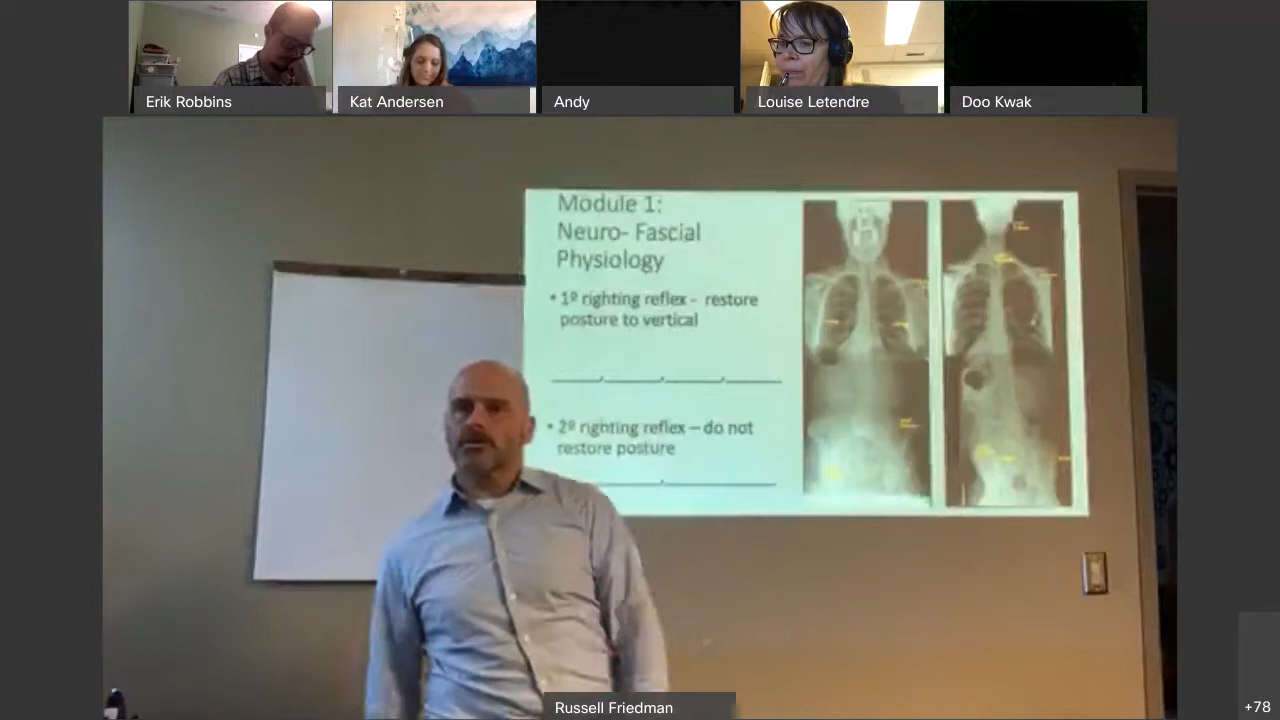 Erik Robbins
Kat Andersen
Andy
Louise Letendre
Doo Kwak
Module 1:
Neuro- Fascial
Physiology
• 1º righting reflex - restore
posture to vertical
• 2º righting reflex – do not
restore posture
Russell Friedman
+78